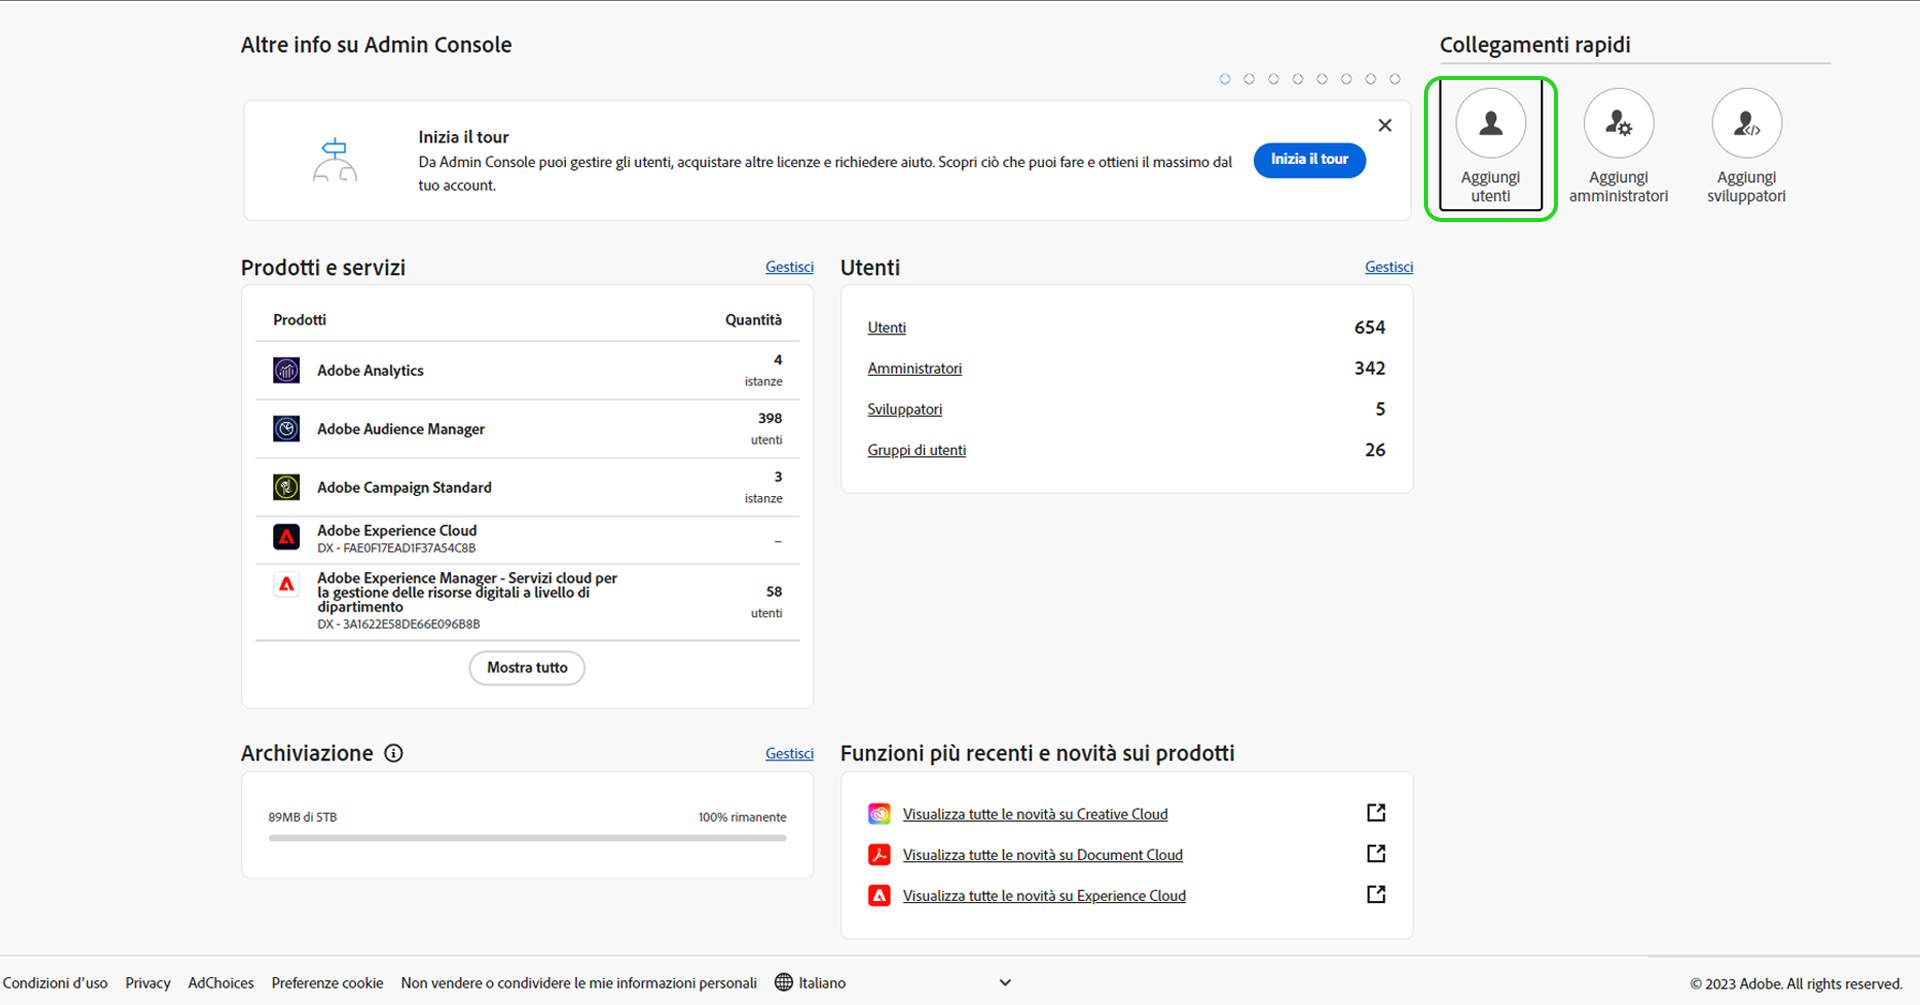 Altre info su Admin Console
Collegamenti rapidi
Inizia il tour
Da Admin Console puoi gestire gli utenti, acquistare altre licenze e richiedere aiuto. Scopri ciò che puoi fare e ottieni il massimo dal
tuo account.
Inizia il tour
Aggiungi
utenti
Aggiungi
amministratori
Aggiungi
sviluppatori
Prodotti e servizi
Gestisci
Prodotti
Quantità
Adobe Analytics
4
istanze
Adobe Audience Manager
398
utenti
Adobe Campaign Standard
3
istanze
Adobe Experience Cloud
DX - FAE0F17EAD1F37A54C8B
–
Adobe Experience Manager - Servizi cloud per
la gestione delle risorse digitali a livello di
dipartimento
DX - 3A1622E58DE66E096B8B
58
utenti
Mostra tutto
Utenti
Gestisci
Utenti
654
Amministratori
342
Sviluppatori
5
Gruppi di utenti
26
Archiviazione
Gestisci
89MB di 5TB
100% rimanente
Funzioni più recenti e novità sui prodotti
Visualizza tutte le novità su Creative Cloud
Visualizza tutte le novità su Document Cloud
Visualizza tutte le novità su Experience Cloud
Condizioni d'uso
Privacy
AdChoices
Preferenze cookie
Non vendere o condividere le mie informazioni personali
Italiano
© 2023 Adobe. All rights reserved.